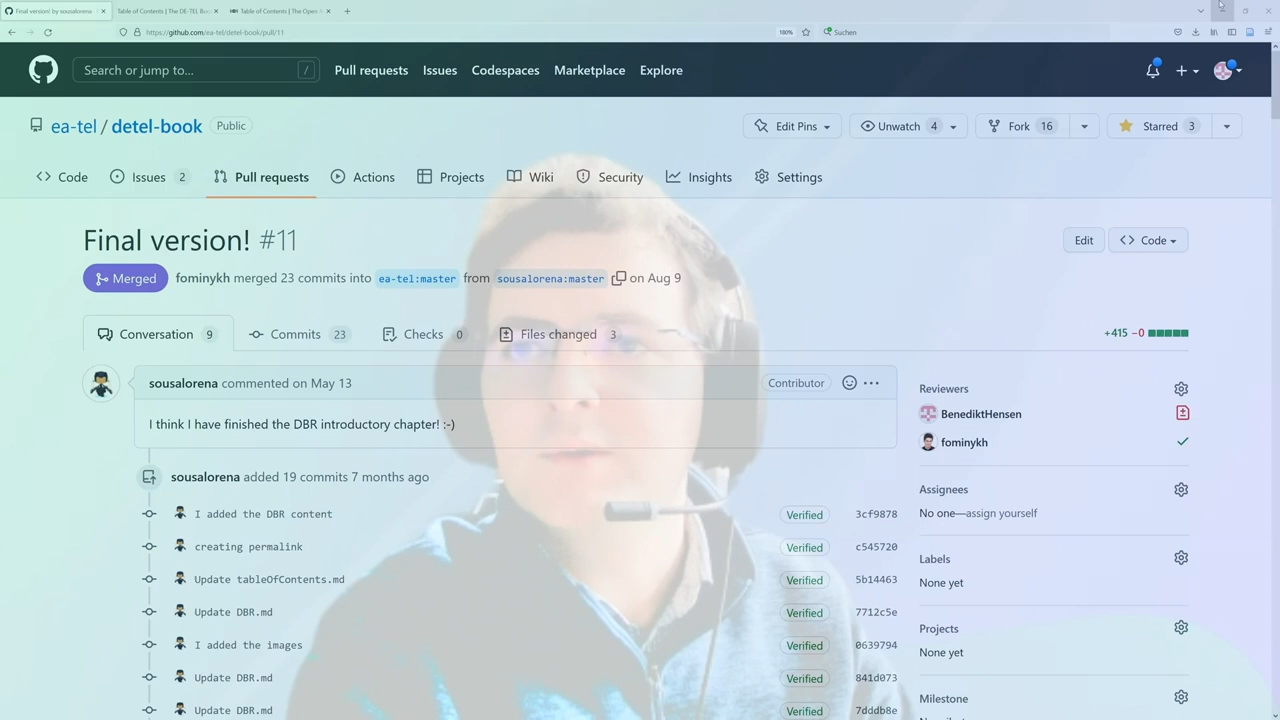 Final version! by sousalorena
Table of Contents | The DE-TEL Bo
Table of Contents | The Open A
https://github.com/ea-tel/detel-book/pull/11
180%
Suchen
Search or jump to...
/
Pull requests
Issues
Codespaces
Marketplace
Explore
ea-tel / detel-book
Public
Edit Pins
Unwatch 4
Fork 16
Starred 3
Code
Issues 2
Pull requests
Actions
Projects
Wiki
Security
Insights
Settings
Final version! #11
Edit
Code
Merged
fominykh merged 23 commits into ea-tel:master from sousalorena:master on Aug 9
Conversation 9
Commits 23
Checks 0
Files changed 3
+415 −0
sousalorena commented on May 13
Contributor
I think I have finished the DBR introductory chapter! :-)
sousalorena added 19 commits 7 months ago
I added the DBR content Verified 3cf9878
creating permalink Verified c545720
Update tableOfContents.md Verified 5b14463
Update DBR.md Verified 7712c5e
I added the images Verified 0639794
Update DBR.md Verified 841d073
Update DBR.md Verified 7dddb8e
Reviewers
BenediktHensen
fominykh
Assignees
No one—assign yourself
Labels
None yet
Projects
None yet
Milestone